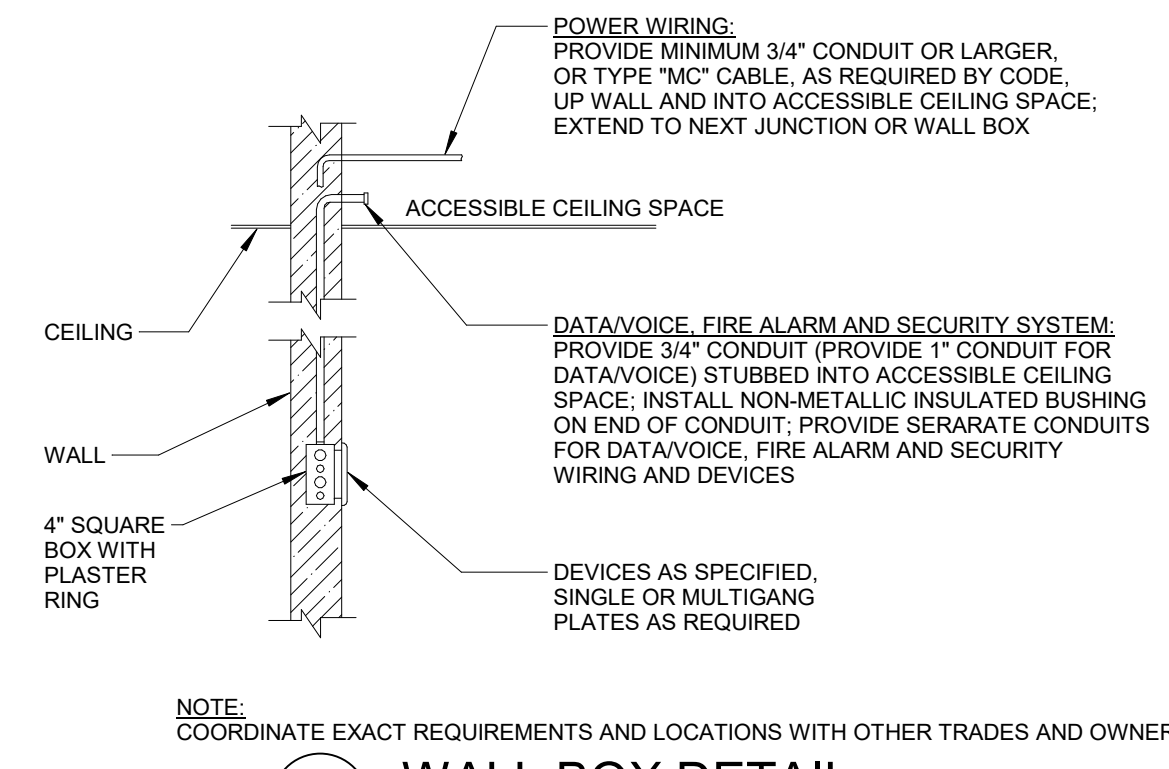 POWER WIRING:
PROVIDE MINIMUM 3/4" CONDUIT OR LARGER,
OR TYPE "MC" CABLE, AS REQUIRED BY CODE,
UP WALL AND INTO ACCESSIBLE CEILING SPACE;
EXTEND TO NEXT JUNCTION OR WALL BOX
ACCESSIBLE CEILING SPACE
CEILING
DATA/VOICE, FIRE ALARM AND SECURITY SYSTEM:
PROVIDE 3/4" CONDUIT (PROVIDE 1" CONDUIT FOR
DATA/VOICE) STUBBED INTO ACCESSIBLE CEILING
SPACE; INSTALL NON-METALLIC INSULATED BUSHING
ON END OF CONDUIT; PROVIDE SERARATE CONDUITS
FOR DATA/VOICE, FIRE ALARM AND SECURITY
WIRING AND DEVICES
WALL
4" SQUARE
BOX WITH
PLASTER
RING
DEVICES AS SPECIFIED,
SINGLE OR MULTIGANG
PLATES AS REQUIRED
NOTE:
COORDINATE EXACT REQUIREMENTS AND LOCATIONS WITH OTHER TRADES AND OWNER
WALL BOX DETAIL